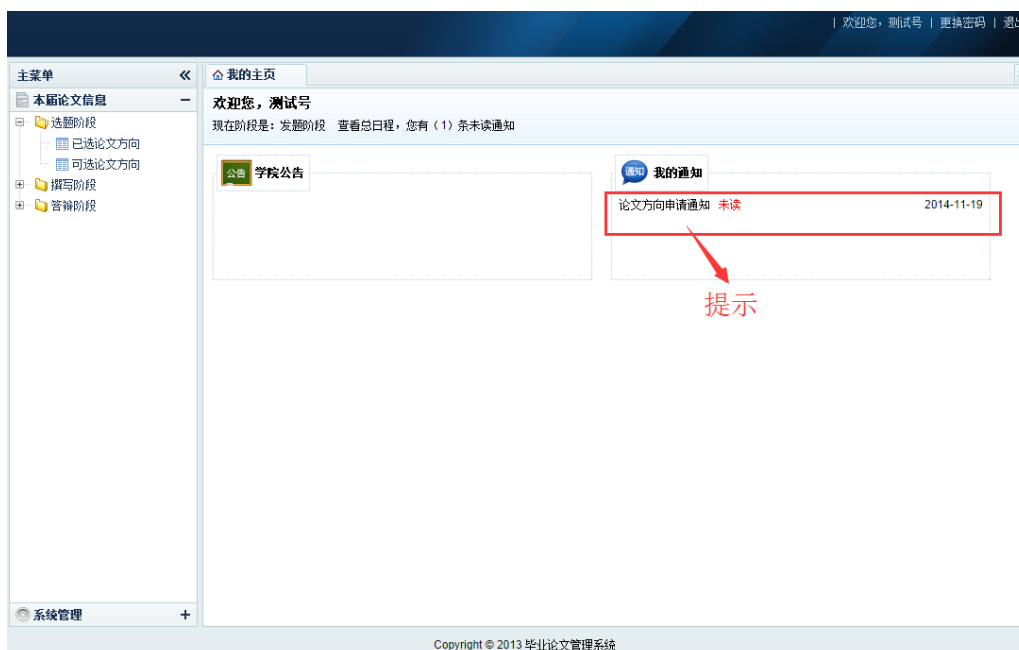 | 欢迎您，测试号 | 更换密码 |
主菜单
我的主页
本届论文信息
选题阶段
已选论文方向
可选论文方向
撰写阶段
答辩阶段
系统管理
欢迎您，测试号
现在阶段是：发题阶段 查看总日程，您有（1）条未读通知
公告 学院公告
通知 我的通知
论文方向申请通知 未读 2014-11-19
提示
Copyright © 2013 毕业论文管理系统